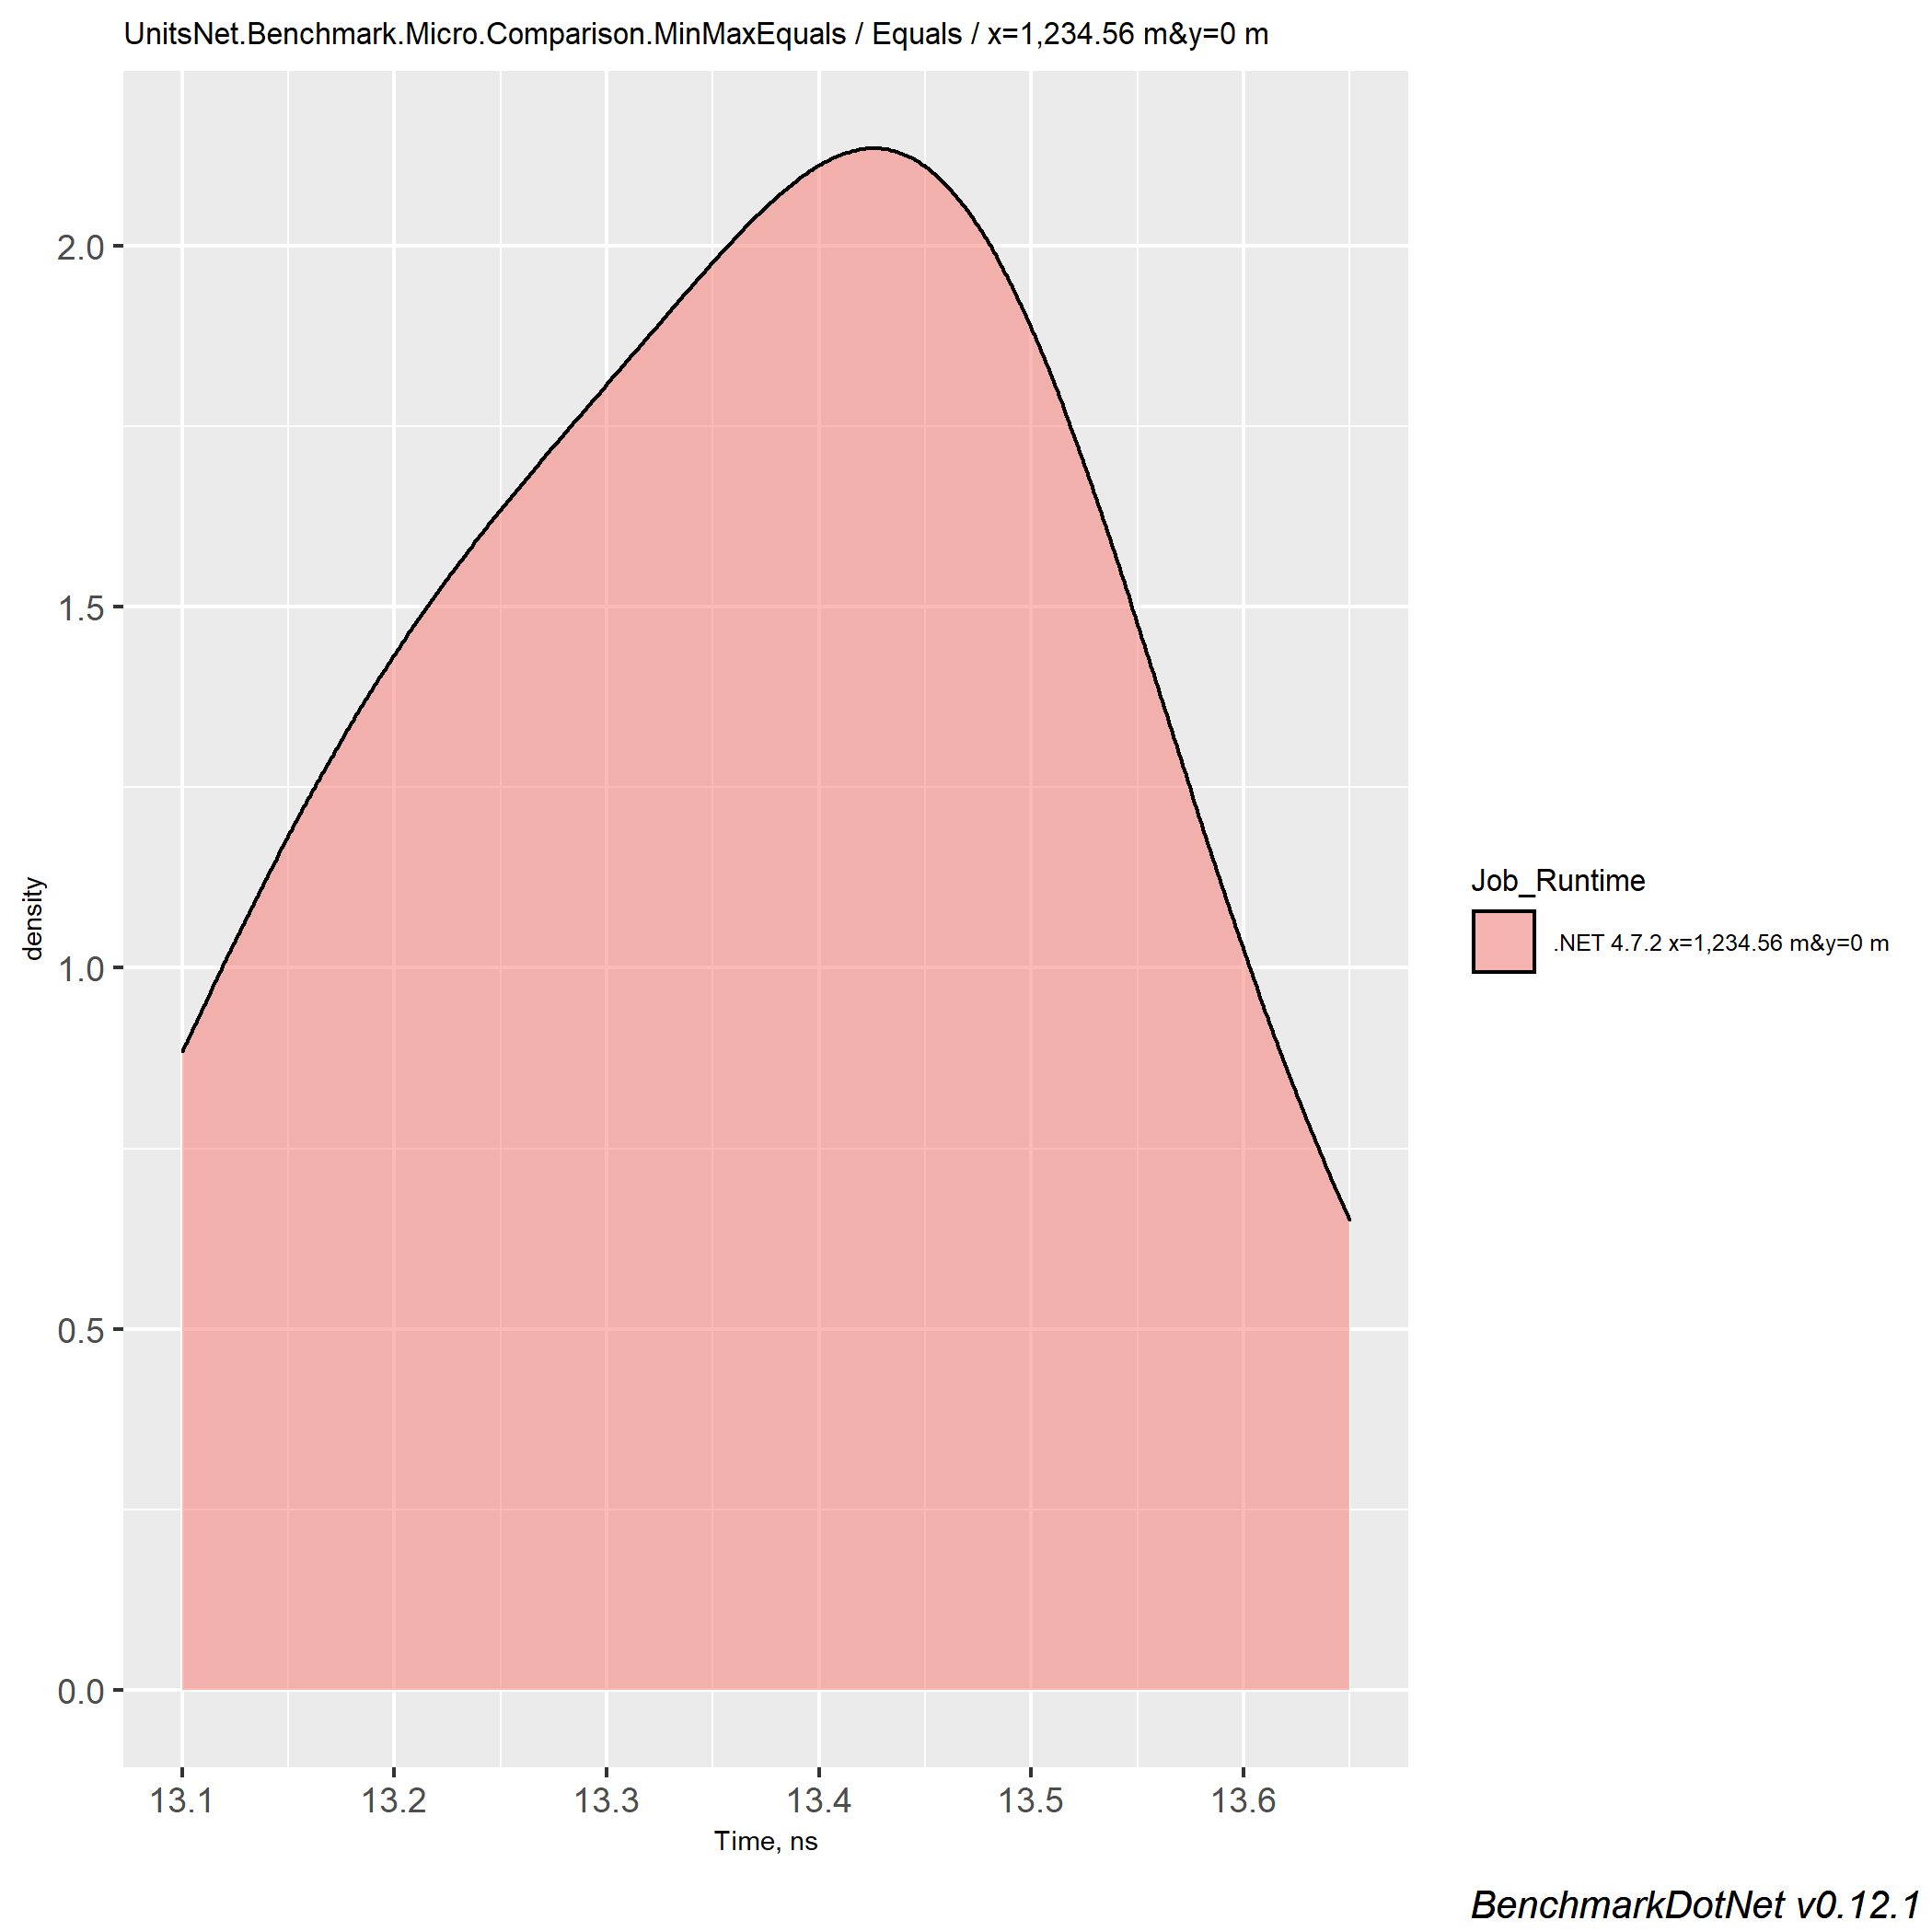 UnitsNet.Benchmark.Micro.Comparison.MinMaxEquals / Equals / x=1,234.56 m&y=0 m
2.0
1.5
1.0
0.5
0.0
density
13.1 13.2 13.3 13.4 13.5 13.6
Time, ns
Job_Runtime
.NET 4.7.2 x=1,234.56 m&y=0 m
BenchmarkDotNet v0.12.1